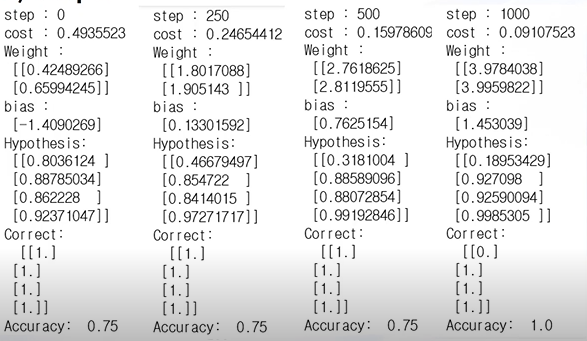 step : 0
cost : 0.4935523
Weight :
[[0.42489266]
[0.65994245]]
bias :
[-1.4090269]
Hypothesis:
[[0.8036124 ]
[0.88785034]
[0.862228  ]
[0.92371047]]
Correct:
[[1.]
[1.]
[1.]
[1.]]
Accuracy:  0.75
step : 250
cost : 0.24654412
Weight :
[[1.8017088]
[1.905143 ]]
bias :
[0.13301592]
Hypothesis:
[[0.46679497]
[0.854722  ]
[0.8414015 ]
[0.97271717]]
Correct:
[[1.]
[1.]
[1.]
[1.]]
Accuracy:  0.75
step : 500
cost : 0.15978609
Weight :
[[2.7618625]
[2.8119555]]
bias :
[0.7625154]
Hypothesis:
[[0.3181004 ]
[0.88589096]
[0.88072854]
[0.99192846]]
Correct:
[[1.]
[1.]
[1.]
[1.]]
Accuracy:  0.75
step : 1000
cost : 0.09107523
Weight :
[[3.9784038]
[3.9959822]]
bias :
[1.453039]
Hypothesis:
[[0.18953429]
[0.927098  ]
[0.92590094]
[0.9985305 ]]
Correct:
[[0.]
[1.]
[1.]
[1.]]
Accuracy:  1.0